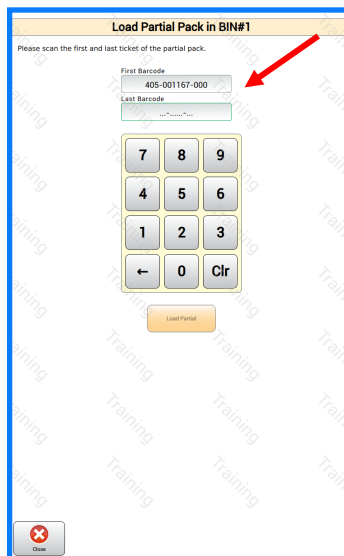 Load Partial Pack in BIN#1
Please scan the first and last ticket of the partial pack.
First Barcode
405-001167-000
Last Barcode
...-......-...
7 8 9
4 5 6
1 2 3
← 0 Clr
Load Partial
Close
Training